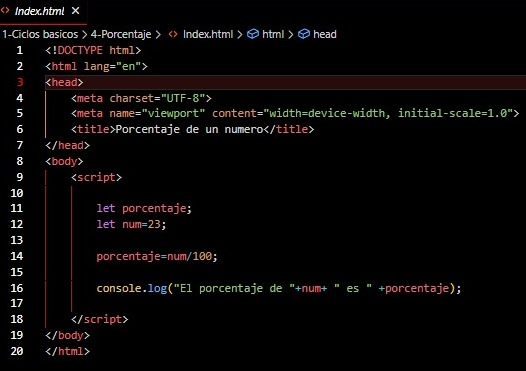 <> Index.html ×
1-Ciclos basicos > 4-Porcentaje > <> Index.html > html > head
1 <!DOCTYPE html>
2 <html lang="en">
3 <head>
4     <meta charset="UTF-8">
5     <meta name="viewport" content="width=device-width, initial-scale=1.0">
6     <title>Porcentaje de un numero</title>
7 </head>
8 <body>
9     <script>
10
11         let porcentaje;
12         let num=23;
13
14         porcentaje=num/100;
15
16         console.log("El porcentaje de "+num+ " es " +porcentaje);
17
18     </script>
19 </body>
20 </html>